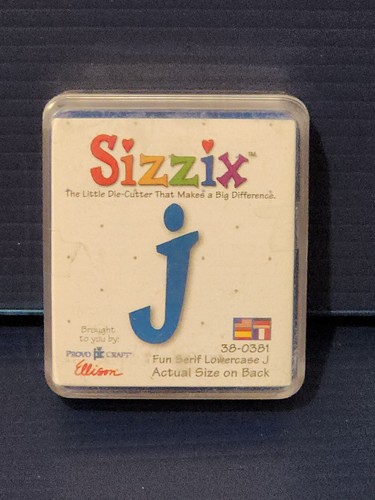 Sizzix™
The Little Die-Cutter That Makes a Big Difference.
j
Brought
to you by:
PROVO CRAFT®
Ellison®
38-0381
Fun Serif Lowercase J
Actual Size on Back